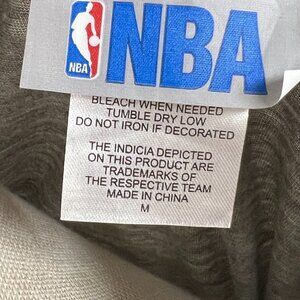 NBA NBA
BLEACH WHEN NEEDED
TUMBLE DRY LOW
DO NOT IRON IF DECORATED
THE INDICIA DEPICTED
ON THIS PRODUCT ARE
TRADEMARKS OF
THE RESPECTIVE TEAM
MADE IN CHINA
M